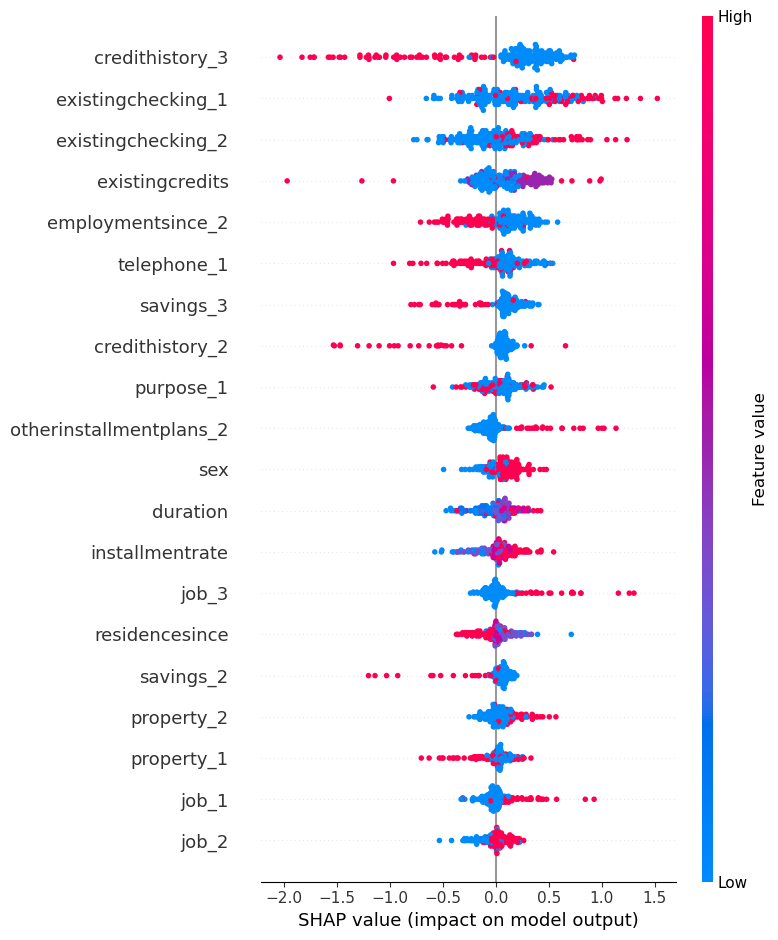 High
credithistory_3
existingchecking_1
existingchecking_2
existingcredits
employmentsince_2
telephone_1
savings_3
credithistory_2
purpose_1
otherinstallmentplans_2
sex
duration
installmentrate
job_3
residencesince
savings_2
property_2
property_1
job_1
job_2
Feature value
Low
−2.0 −1.5 −1.0 −0.5 0.0 0.5 1.0 1.5
SHAP value (impact on model output)